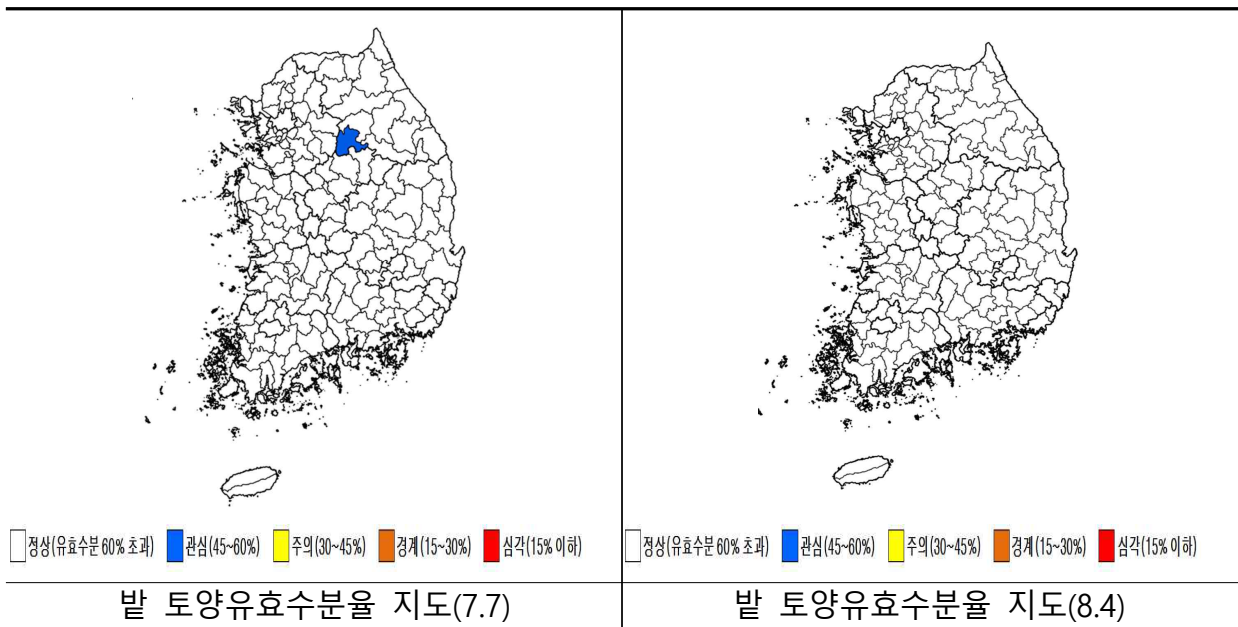 정상(유효수분 60% 초과) 관심(45~60%) 주의(30~45%) 경계(15~30%) 심각(15% 이하)
정상(유효수분 60% 초과) 관심(45~60%) 주의(30~45%) 경계(15~30%) 심각(15% 이하)
밭 토양유효수분율 지도(7.7)
밭 토양유효수분율 지도(8.4)